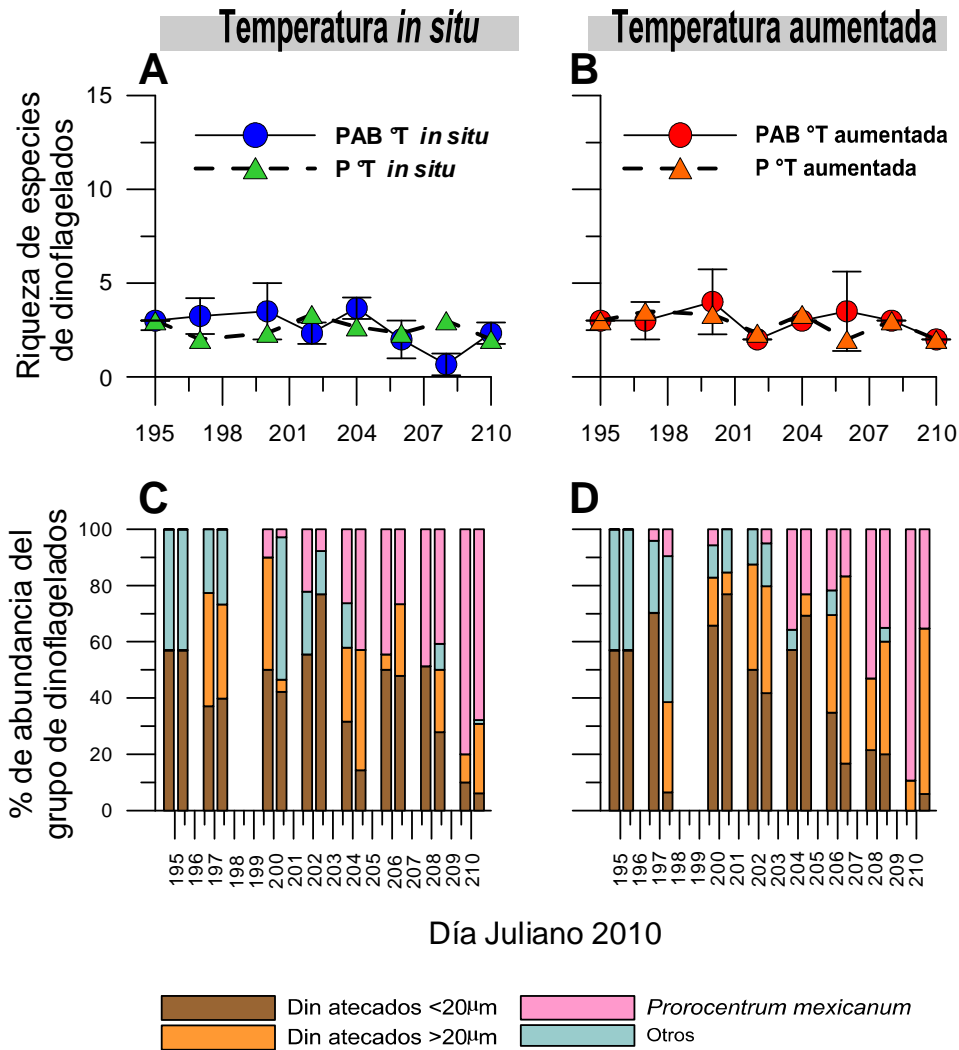 Temperatura in situ
Temperatura aumentada
A
B
Riqueza de especies
de dinoflagelados
15
10
5
0
PAB °T in situ
P °T in situ
PAB °T aumentada
P °T aumentada
195 198 201 204 207 210
195 198 201 204 207 210
C
D
% de abundancia del
grupo de dinoflagelados
100
80
60
40
20
0
195 196 197 198 199 200 201 202 203 204 205 206 207 208 209 210
195 196 197 198 199 200 201 202 203 204 205 206 207 208 209 210
Día Juliano 2010
Din atecados <20μm
Prorocentrum mexicanum
Din atecados >20μm
Otros